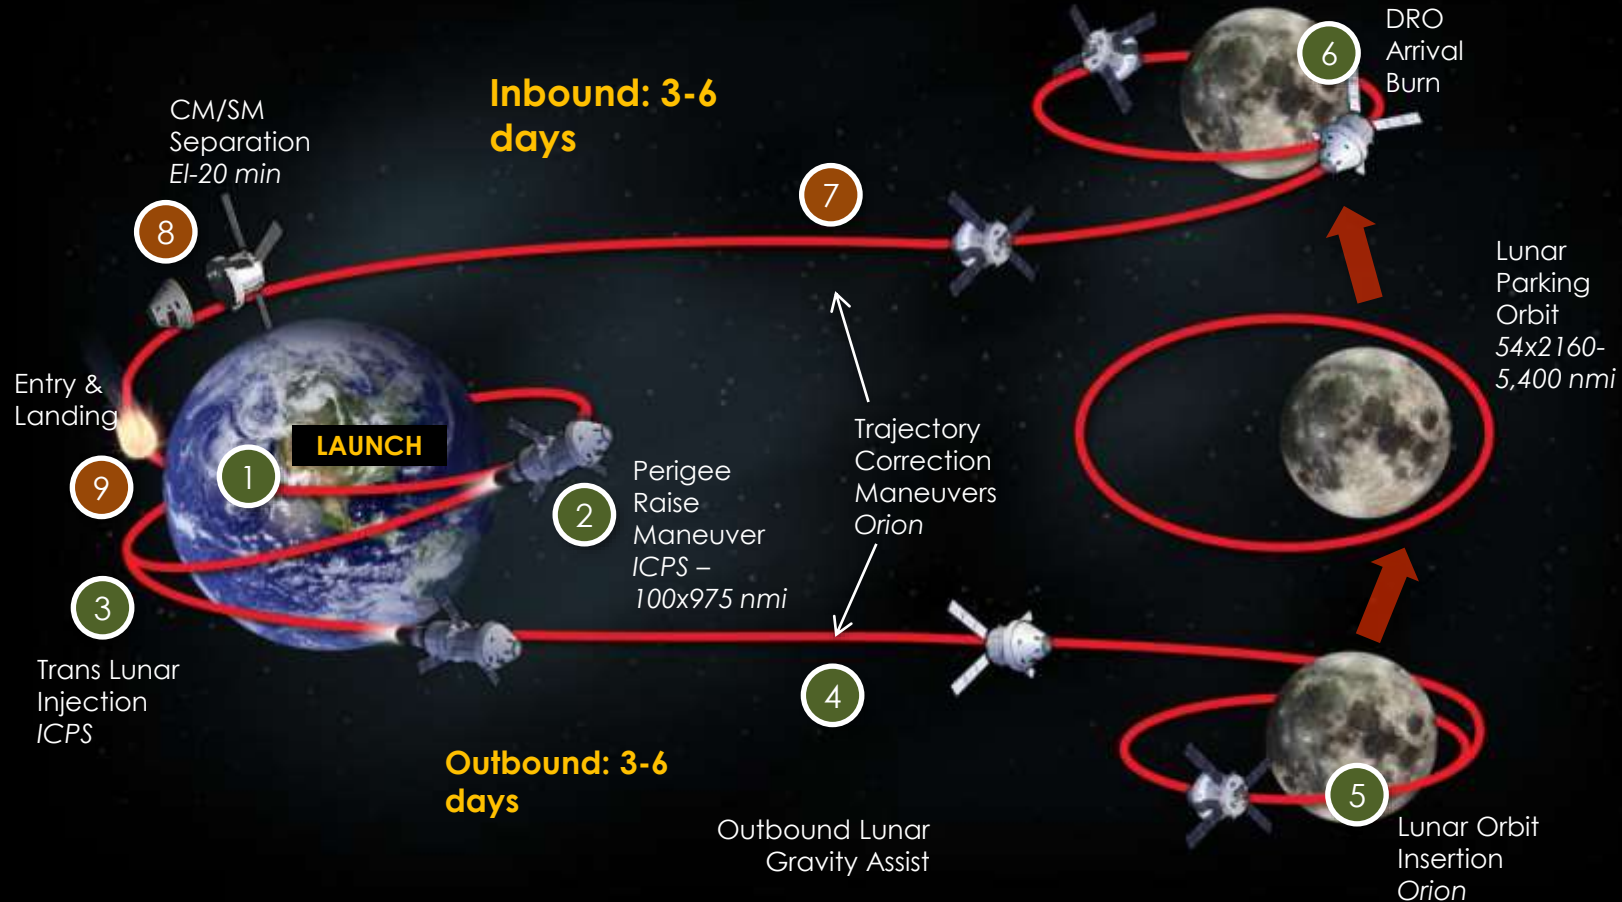 DRO
Arrival
Burn
6
Inbound: 3-6
days
CM/SM
Separation
EI-20 min
7
8
Lunar
Parking
Orbit
54x2160-
5,400 nmi
Entry &
Landing
LAUNCH
1
9
Perigee
Raise
Maneuver
ICPS –
100x975 nmi
2
Trajectory
Correction
Maneuvers
Orion
3
Trans Lunar
Injection
ICPS
4
Outbound: 3-6
days
5
Outbound Lunar
Gravity Assist
Lunar Orbit
Insertion
Orion